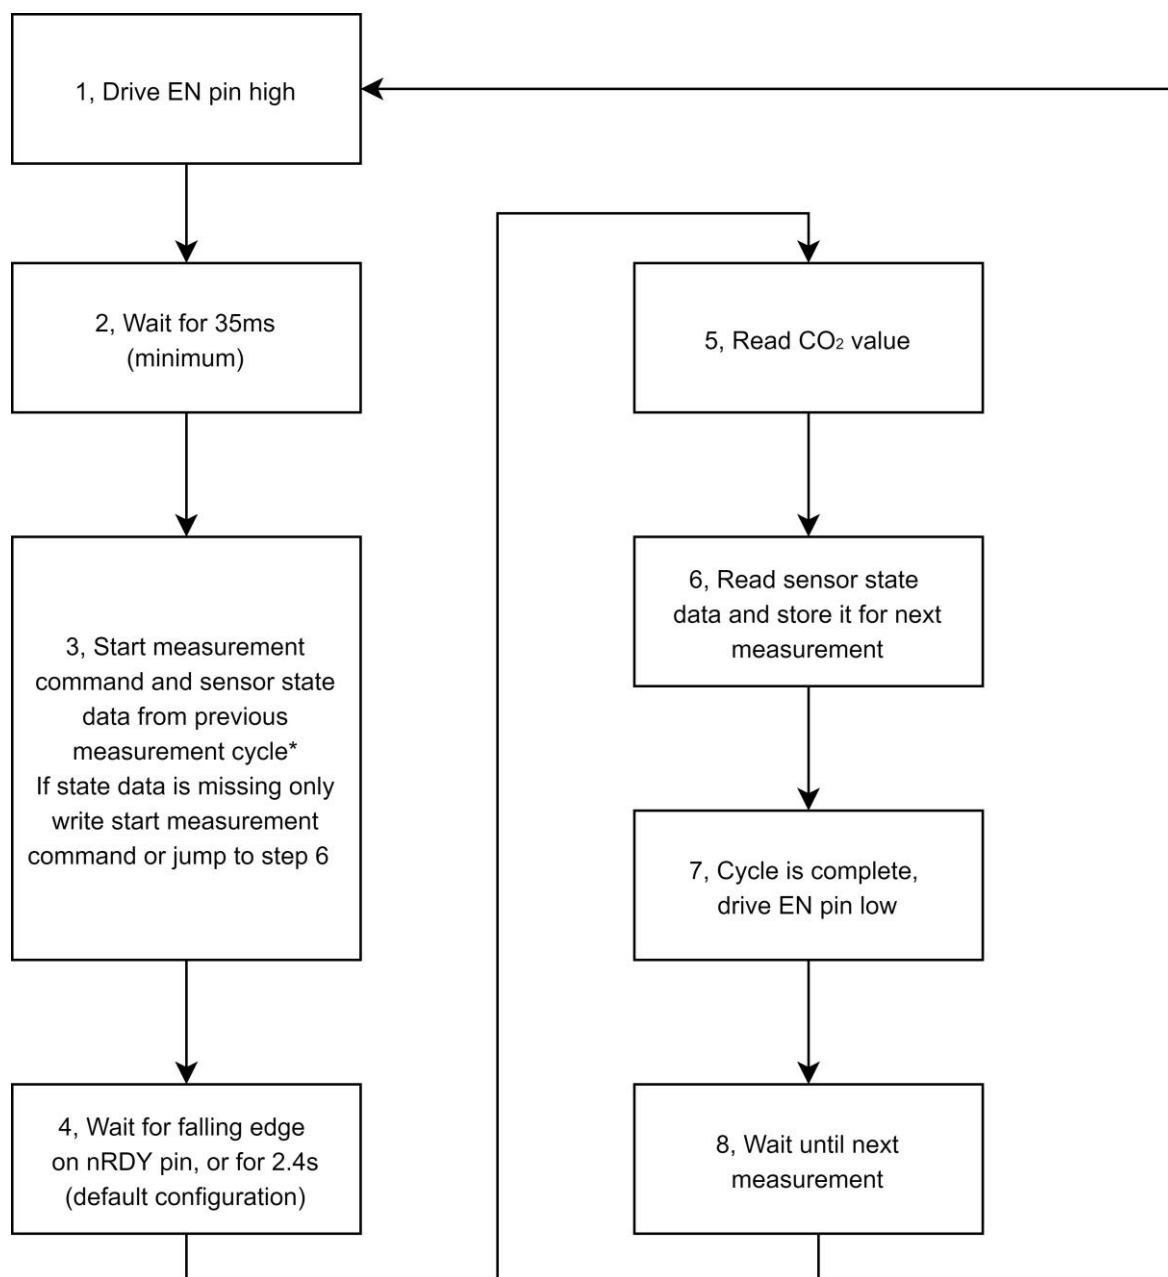 1, Drive EN pin high
2, Wait for 35ms
(minimum)
3, Start measurement
command and sensor state
data from previous
measurement cycle*
If state data is missing only
write start measurement
command or jump to step 6
4, Wait for falling edge
on nRDY pin, or for 2.4s
(default configuration)
5, Read CO₂ value
6, Read sensor state
data and store it for next
measurement
7, Cycle is complete,
drive EN pin low
8, Wait until next
measurement